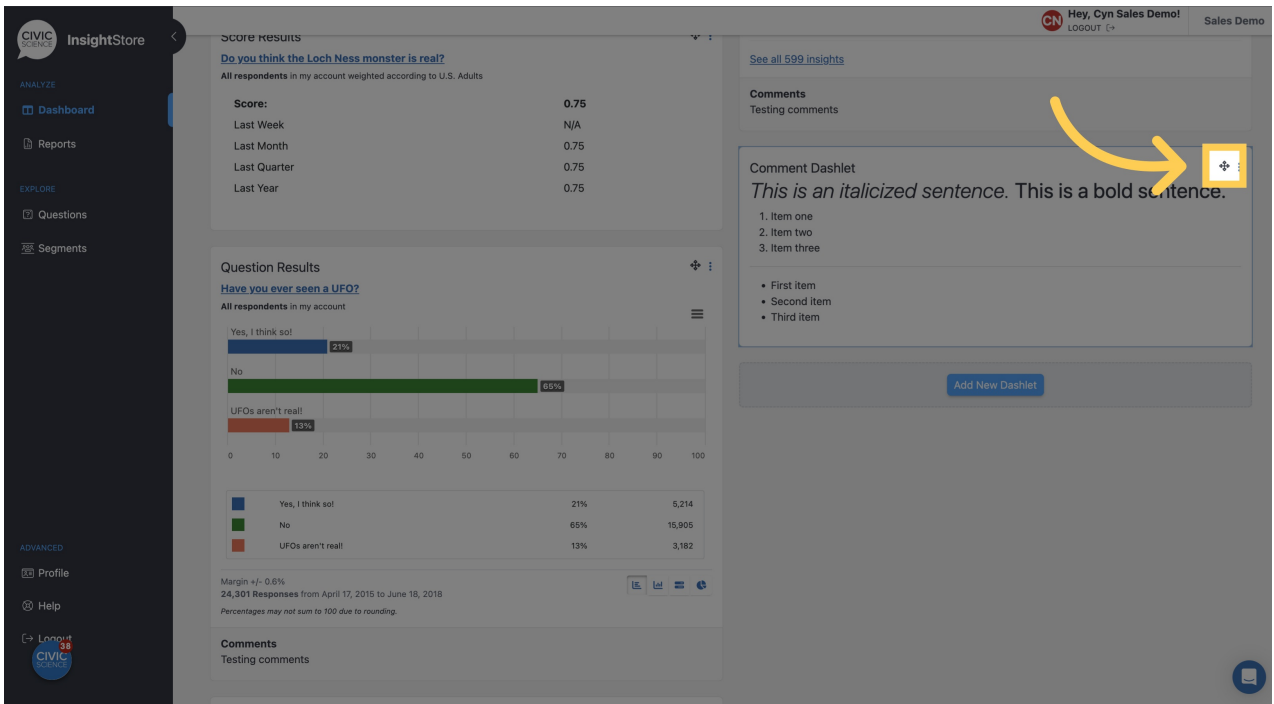 CIVIC
SCIENCE
InsightStore
ANALYZE
Dashboard
Reports
EXPLORE
Questions
Segments
ADVANCED
Profile
Help
Logout
38
CIVIC
SCIENCE
CN
Hey, Cyn Sales Demo!
LOGOUT
Sales Demo
Score Results
Do you think the Loch Ness monster is real?
All respondents in my account weighted according to U.S. Adults
Score: 0.75
Last Week N/A
Last Month 0.75
Last Quarter 0.75
Last Year 0.75
Question Results
Have you ever seen a UFO?
All respondents in my account
Yes, I think so!
21%
No
65%
UFOs aren't real!
13%
0 10 20 30 40 50 60 70 80 90 100
Yes, I think so! 21% 5,214
No 65% 15,905
UFOs aren't real! 13% 3,182
Margin +/- 0.6%
24,301 Responses from April 17, 2015 to June 18, 2018
Percentages may not sum to 100 due to rounding.
Comments
Testing comments
See all 599 insights
Comments
Testing comments
Comment Dashlet
This is an italicized sentence. This is a bold sentence.
1. Item one
2. Item two
3. Item three
• First item
• Second item
• Third item
Add New Dashlet